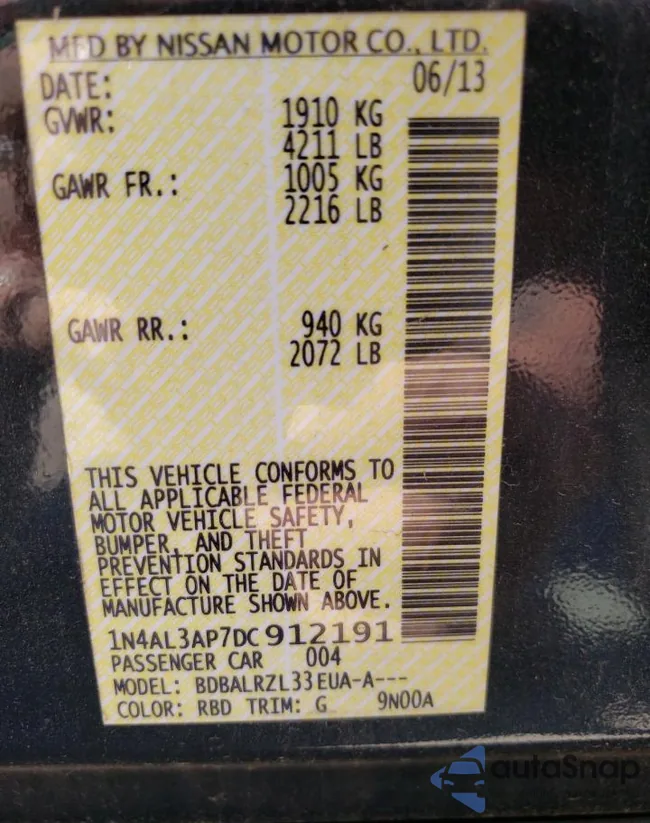 MFD BY NISSAN MOTOR CO., LTD.
DATE: 06/13
GVWR: 1910 KG
4211 LB
GAWR FR.: 1005 KG
2216 LB
GAWR RR.: 940 KG
2072 LB
THIS VEHICLE CONFORMS TO
ALL APPLICABLE FEDERAL
MOTOR VEHICLE SAFETY,
BUMPER, AND THEFT
PREVENTION STANDARDS IN
EFFECT ON THE DATE OF
MANUFACTURE SHOWN ABOVE.
1N4AL3AP7DC912191
PASSENGER CAR 004
MODEL: BDBALRZL33EUA-A---
COLOR: RBD TRIM: G 9N00A
autoSnap